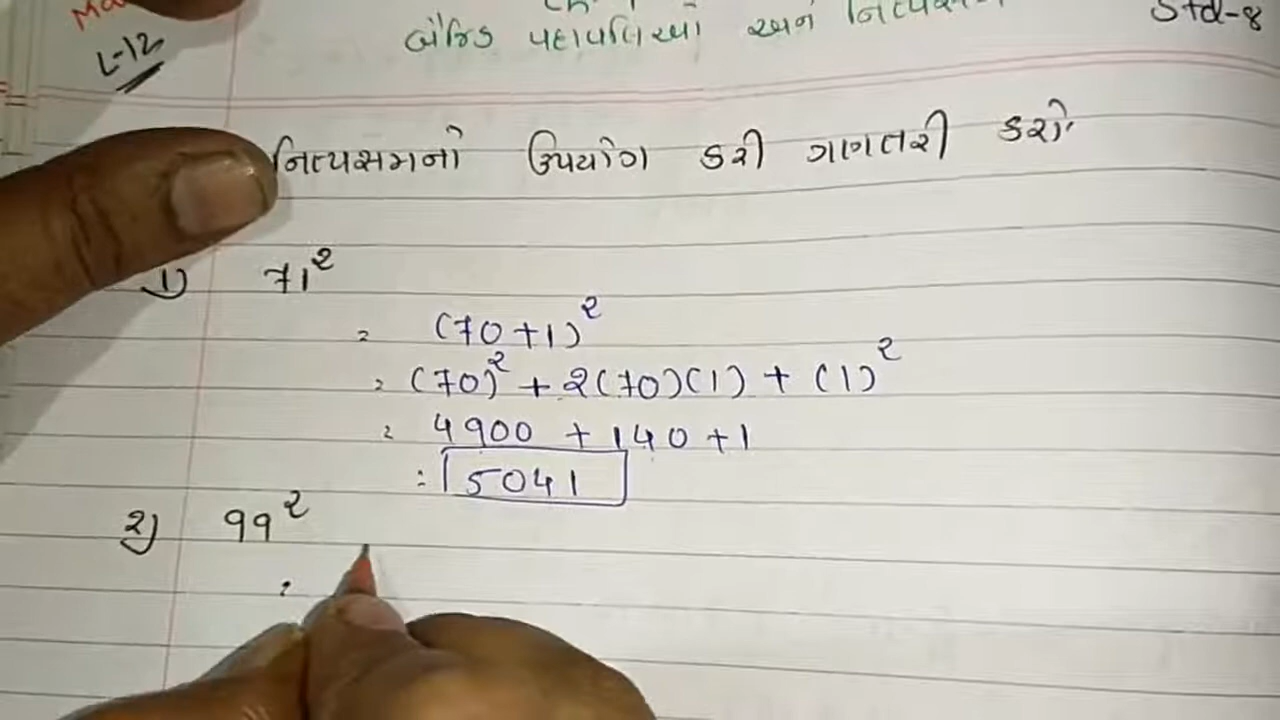 Std-8
બૈજિક પદાવલિઓ અને
L-12
નિત્યસમનો ઉપયોગ કરી ગણતરી કરો.
1) 71²
= (70+1)²
= (70)² + 2(70)(1) + (1)²
= 4900 + 140 + 1
= 5041
2) 99²
=